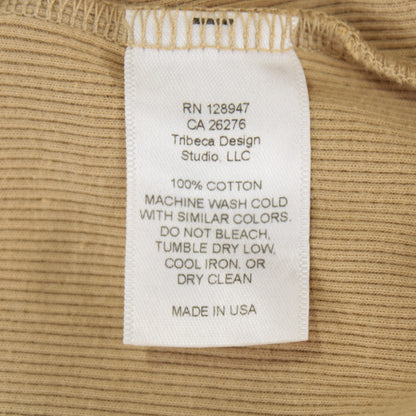 RN 128947
CA 26276
Tribeca Design
Studio, LLC
100% COTTON
MACHINE WASH COLD
WITH SIMILAR COLORS.
DO NOT BLEACH,
TUMBLE DRY LOW,
COOL IRON, OR
DRY CLEAN
MADE IN USA